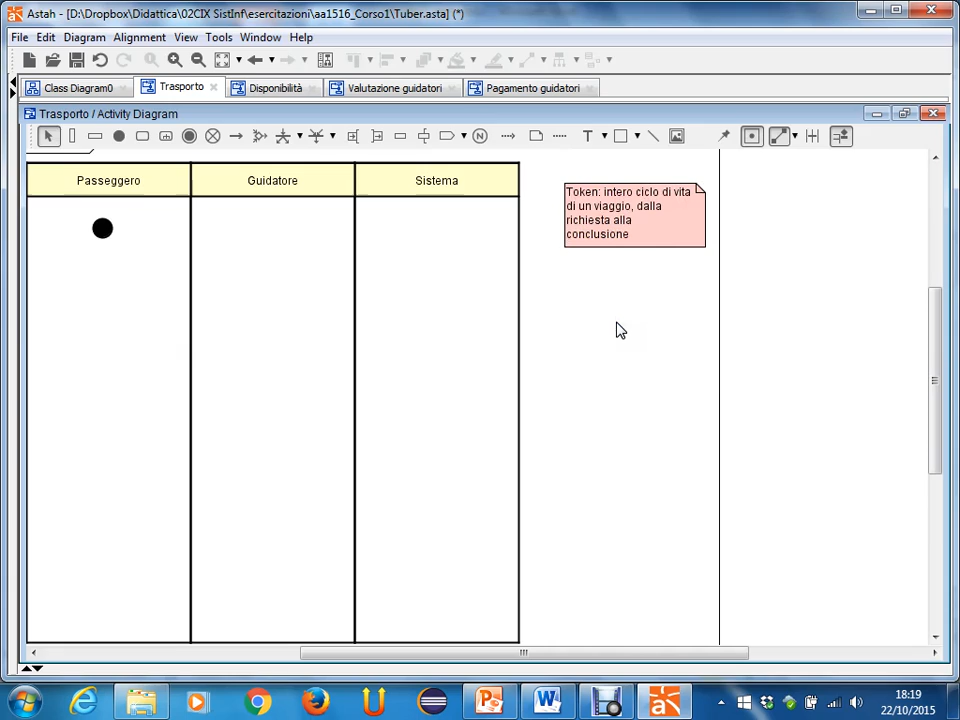 Astah - [D:\Dropbox\Didattica\02CIX SistInf\esercitazioni\aa1516_Corso1\Tuber.asta] (*)
File Edit Diagram Alignment View Tools Window Help
Class Diagram0 Trasporto Disponibilità Valutazione guidatori Pagamento guidatori
Trasporto / Activity Diagram
N
T
Passeggero Guidatore Sistema
Token: intero ciclo di vita
di un viaggio, dalla
richiesta alla
conclusione
18:19
22/10/2015